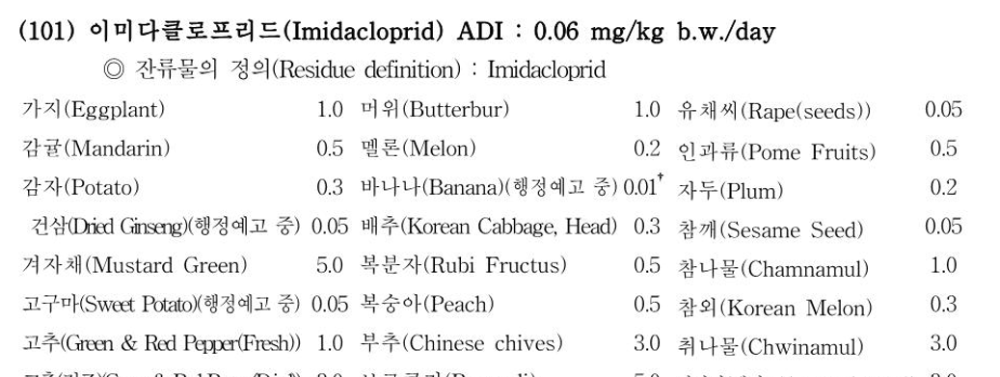 (101) 이미다클로프리드(Imidacloprid) ADI : 0.06 mg/kg b.w./day
◎ 잔류물의 정의(Residue definition) : Imidacloprid
가지(Eggplant) 1.0 머위(Butterbur) 1.0 유채씨(Rape(seeds)) 0.05
감귤(Mandarin) 0.5 멜론(Melon) 0.2 인과류(Pome Fruits) 0.5
감자(Potato) 0.3 바나나(Banana)(행정예고 중) 0.01† 자두(Plum) 0.2
건삼(Dried Ginseng)(행정예고 중) 0.05 배추(Korean Cabbage, Head) 0.3 참깨(Sesame Seed) 0.05
겨자채(Mustard Green) 5.0 복분자(Rubi Fructus) 0.5 참나물(Chamnamul) 1.0
고구마(Sweet Potato)(행정예고 중) 0.05 복숭아(Peach) 0.5 참외(Korean Melon) 0.3
고추(Green & Red Pepper(Fresh)) 1.0 부추(Chinese chives) 3.0 취나물(Chwinamul) 3.0